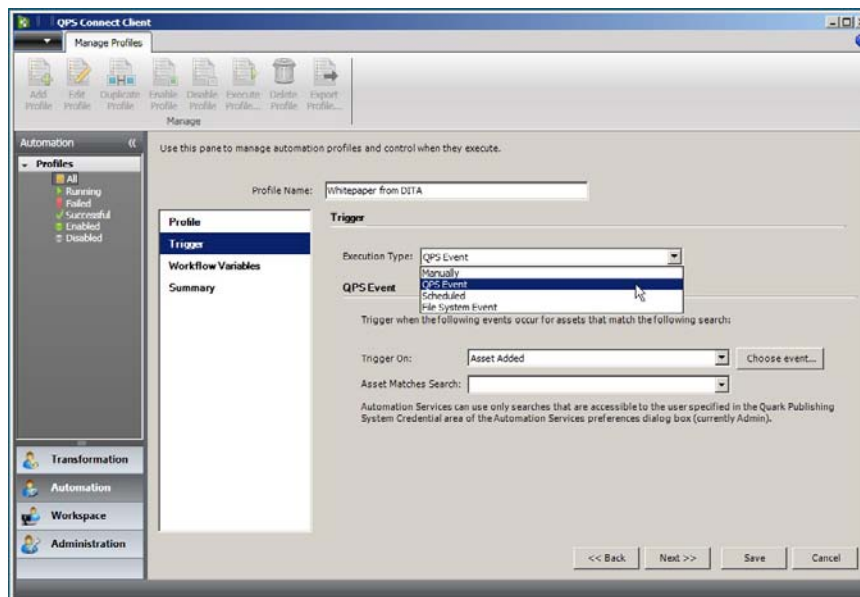 QPS Connect Client
Manage Profiles
Add Profile
Edit Profile
Duplicate Profile
Enable Profile
Disable Profile
Execute Profile...
Delete Profile
Export Profile...
Manage
Automation
Profiles
All
Running
Failed
Successful
Enabled
Disabled
Use this pane to manage automation profiles and control when they execute.
Profile Name: Whitepaper from DITA
Profile
Trigger
Workflow Variables
Summary
Trigger
Execution Type: QPS Event
Manually
QPS Event
Scheduled
File System Event
QPS Event
Trigger when the following events occur for assets that match the following search:
Trigger On: Asset Added Choose event...
Asset Matches Search:
Automation Services can use only searches that are accessible to the user specified in the Quark Publishing
System Credential area of the Automation Services preferences dialog box (currently Admin).
Transformation
Automation
Workspace
Administration
<< Back Next >> Save Cancel